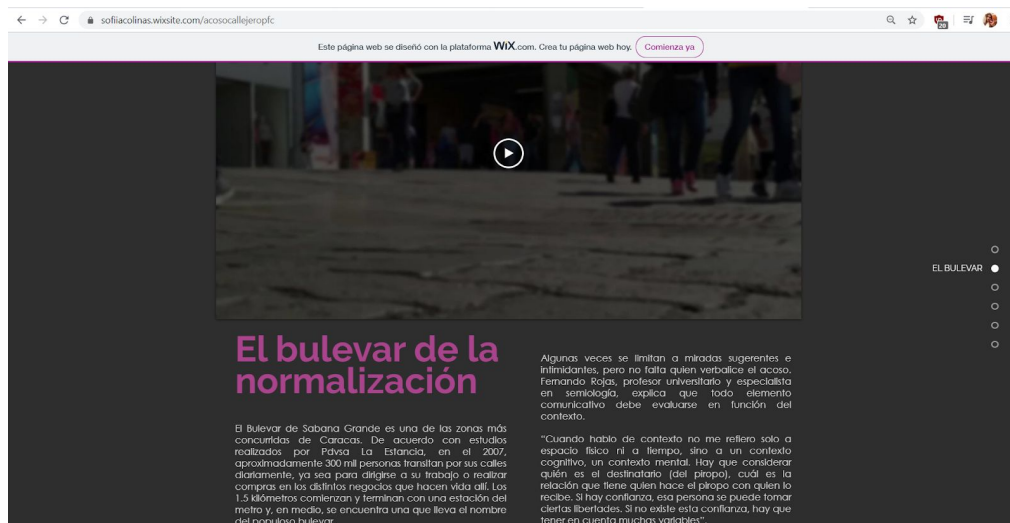 sofiiacolinas.wixsite.com/acosocallejeropfc
20
Este página web se diseñó con la plataforma WiX.com. Crea tu página web hoy. Comienza ya
EL BULEVAR
El bulevar de la
normalización
El Bulevar de Sabana Grande es una de las zonas más
concurridas de Caracas. De acuerdo con estudios
realizados por Pdvsa La Estancia, en el 2007,
aproximadamente 300 mil personas transitan por sus calles
diariamente, ya sea para dirigirse a su trabajo o realizar
compras en los distintos negocios que hacen vida allí. Los
1.5 kilómetros comienzan y terminan con una estación del
metro y, en medio, se encuentra una que lleva el nombre
del populoso bulevar.
Algunas veces se limitan a miradas sugerentes e
intimidantes, pero no falta quien verbalice el acoso.
Fernando Rojas, profesor universitario y especialista
en semiología, explica que todo elemento
comunicativo debe evaluarse en función del
contexto.
“Cuando hablo de contexto no me refiero solo a
espacio físico ni a tiempo, sino a un contexto
cognitivo, un contexto mental. Hay que considerar
quién es el destinatario (del piropo), cuál es la
relación que tiene quien hace el piropo con quien lo
recibe. Si hay confianza, esa persona se puede tomar
ciertas libertades. Si no existe esta confianza, hay que
tener en cuenta muchas variables”.